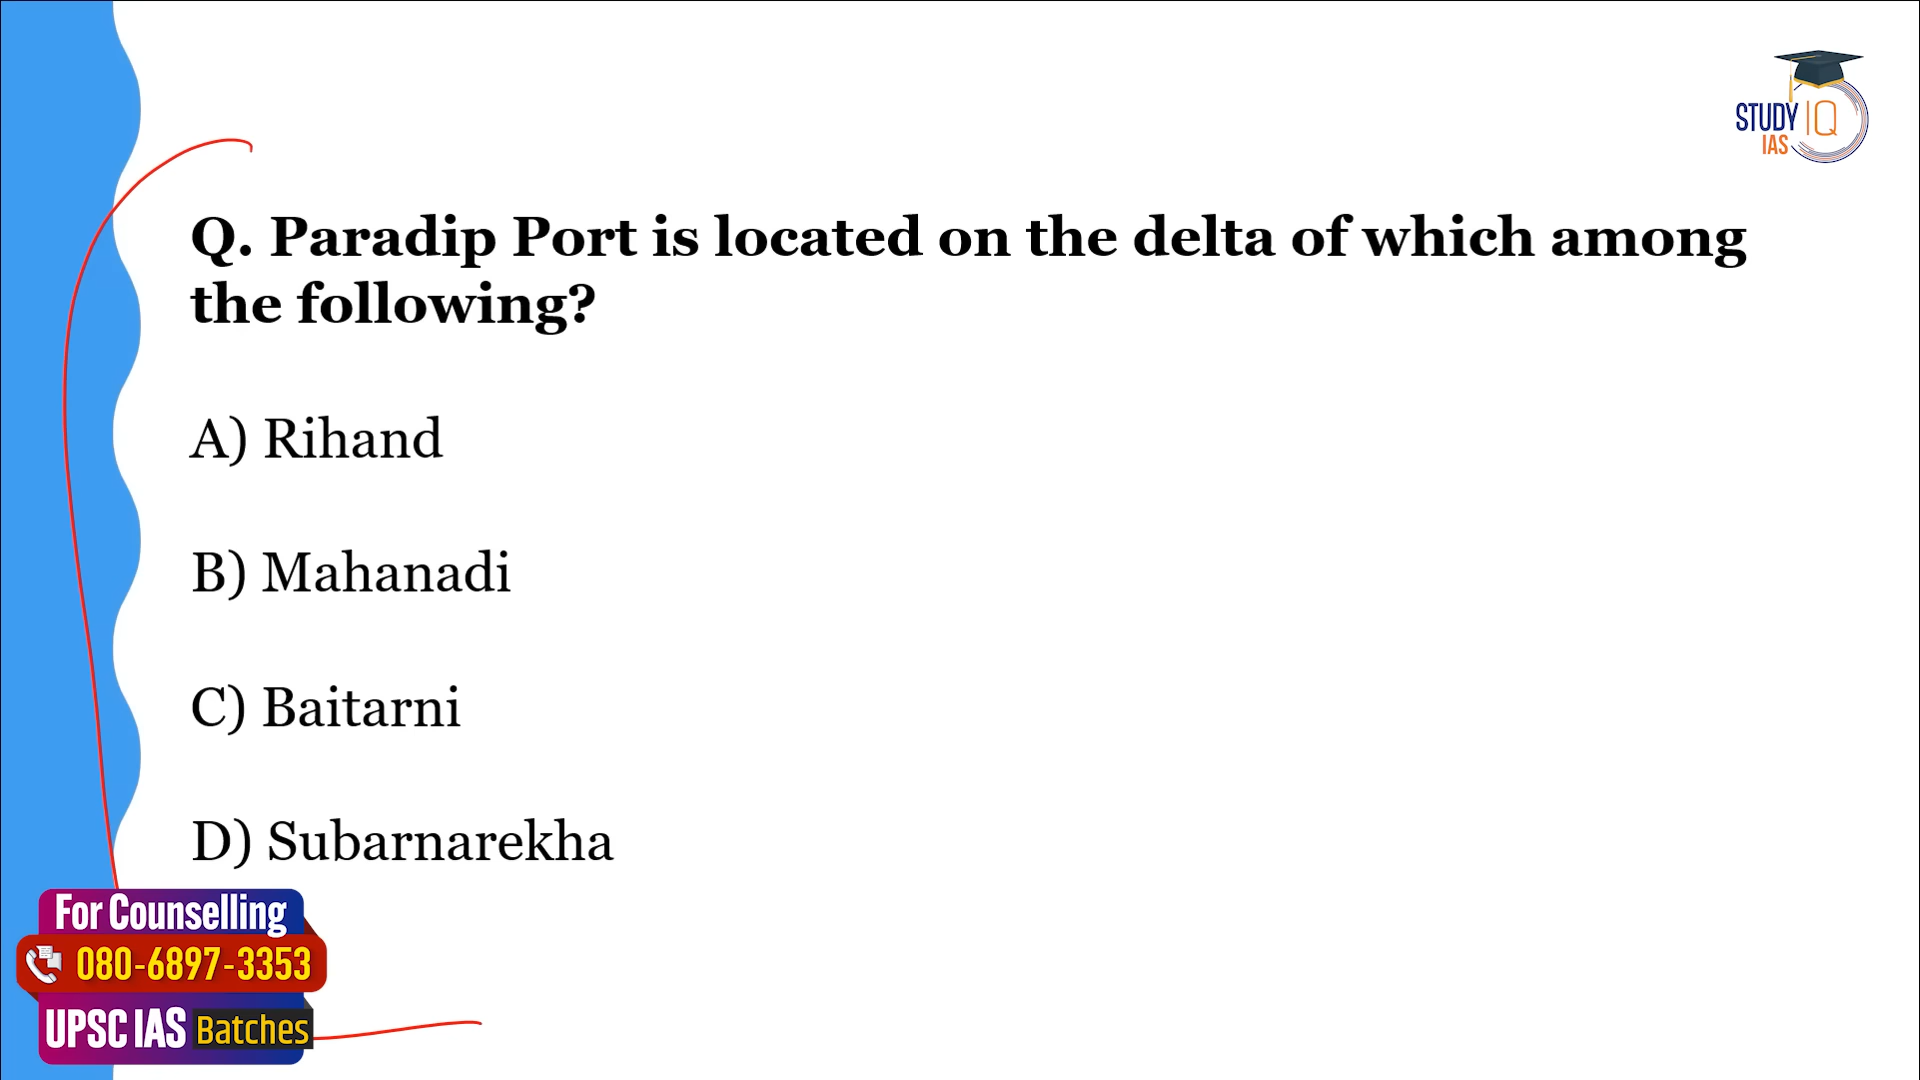 STUDY IQ
IAS
Q. Paradip Port is located on the delta of which among
the following?
A) Rihand
B) Mahanadi
C) Baitarni
D) Subarnarekha
For Counselling
080-6897-3353
UPSC IAS Batches